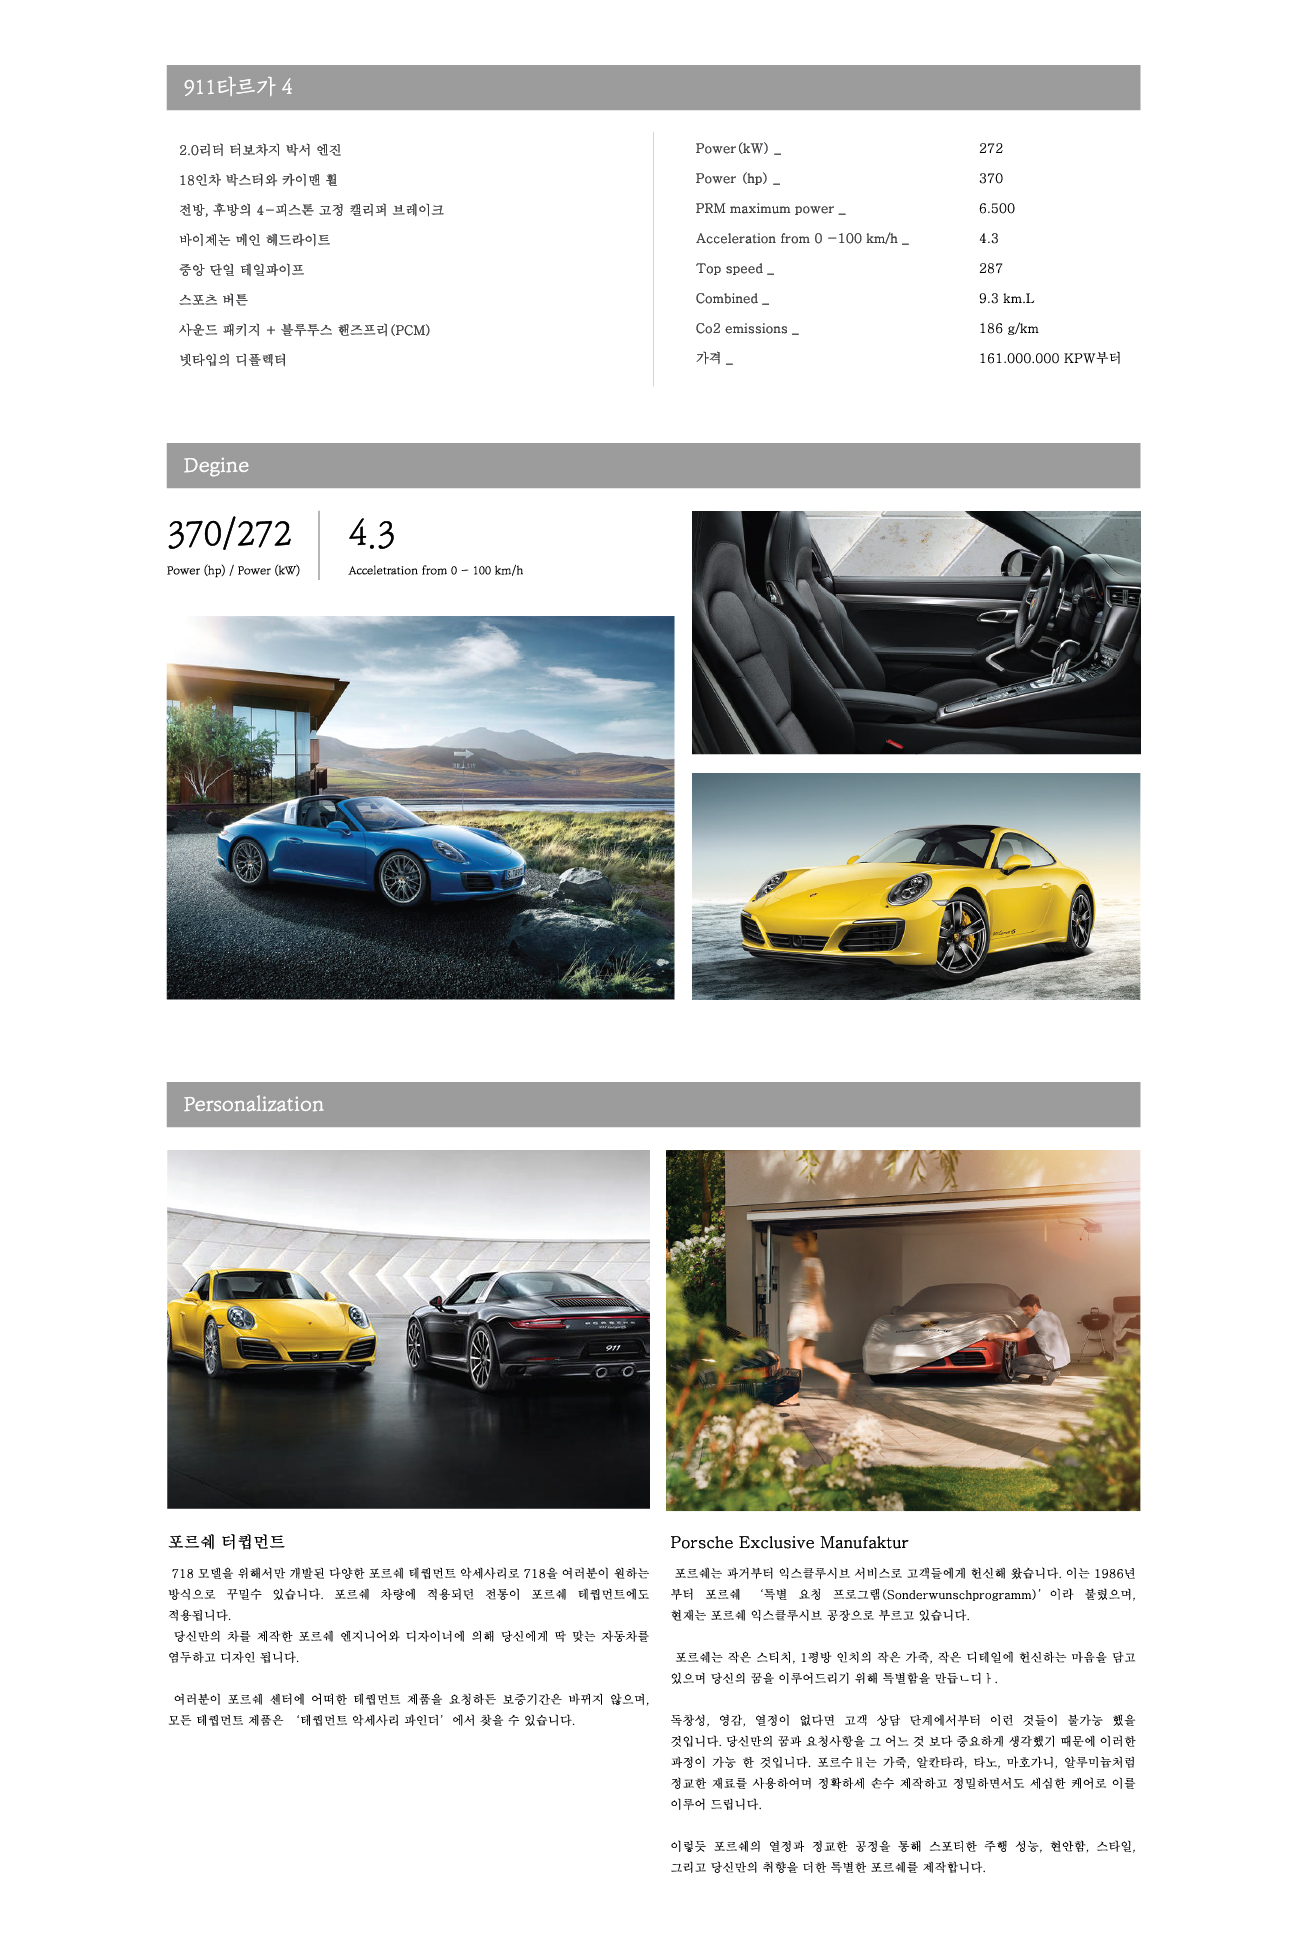 911타르가 4
2.0리터 터보차지 박서 엔진
18인차 박스터와 카이맨 휠
전방, 후방의 4-피스톤 고정 캘리퍼 브레이크
바이제논 메인 헤드라이트
중앙 단일 테일파이프
스포츠 버튼
사운드 패키지 + 블루투스 핸즈프리(PCM)
넷타입의 디플렉터
Power(kW) _ 272
Power (hp) _ 370
PRM maximum power _ 6.500
Acceleration from 0 -100 km/h _ 4.3
Top speed _ 287
Combined _ 9.3 km.L
Co2 emissions _ 186 g/km
가격 _ 161.000.000 KPW부터
Degine
370/272
Power (hp) / Power (kW)
4.3
Acceletration from 0 - 100 km/h
Personalization
PORSCHE
911
포르쉐 터큅먼트
718 모델을 위해서만 개발된 다양한 포르쉐 테큅먼트 악세사리로 718을 여러분이 원하는
방식으로 꾸밀수 있습니다. 포르쉐 차량에 적용되던 전통이 포르쉐 테큅먼트에도
적용됩니다.
당신만의 차를 제작한 포르쉐 엔지니어와 디자이너에 의해 당신에게 딱 맞는 자동차를
염두하고 디자인 됩니다.
여러분이 포르쉐 센터에 어떠한 테큅먼트 제품을 요청하든 보증기간은 바뀌지 않으며,
모든 테큅먼트 제품은 ‘테큅먼트 악세사리 파인더’에서 찾을 수 있습니다.
Porsche Exclusive Manufaktur
포르쉐는 과거부터 익스클루시브 서비스로 고객들에게 헌신해 왔습니다. 이는 1986년
부터 포르쉐 ‘특별 요청 프로그램(Sonderwunschprogramm)’이라 불렸으며,
현재는 포르쉐 익스클루시브 공장으로 부르고 있습니다.
포르쉐는 작은 스티치, 1평방 인치의 작은 가죽, 작은 디테일에 헌신하는 마음을 담고
있으며 당신의 꿈을 이루어드리기 위해 특별함을 만듭ㄴ디ㅏ.
독창성, 영감, 열정이 없다면 고객 상담 단계에서부터 이런 것들이 불가능 했을
것입니다. 당신만의 꿈과 요청사항을 그 어느 것 보다 중요하게 생각했기 때문에 이러한
과정이 가능 한 것입니다. 포르수ㅐ는 가죽, 알칸타라, 타노, 마호가니, 알루미늄처럼
정교한 재료를 사용하여며 정확하세 손수 제작하고 정밀하면서도 세심한 케어로 이를
이루어 드립니다.
이렇듯 포르쉐의 열정과 정교한 공정을 통해 스포티한 주행 성능, 현안함, 스타일,
그리고 당신만의 취향을 더한 특별한 포르쉐를 제작합니다.